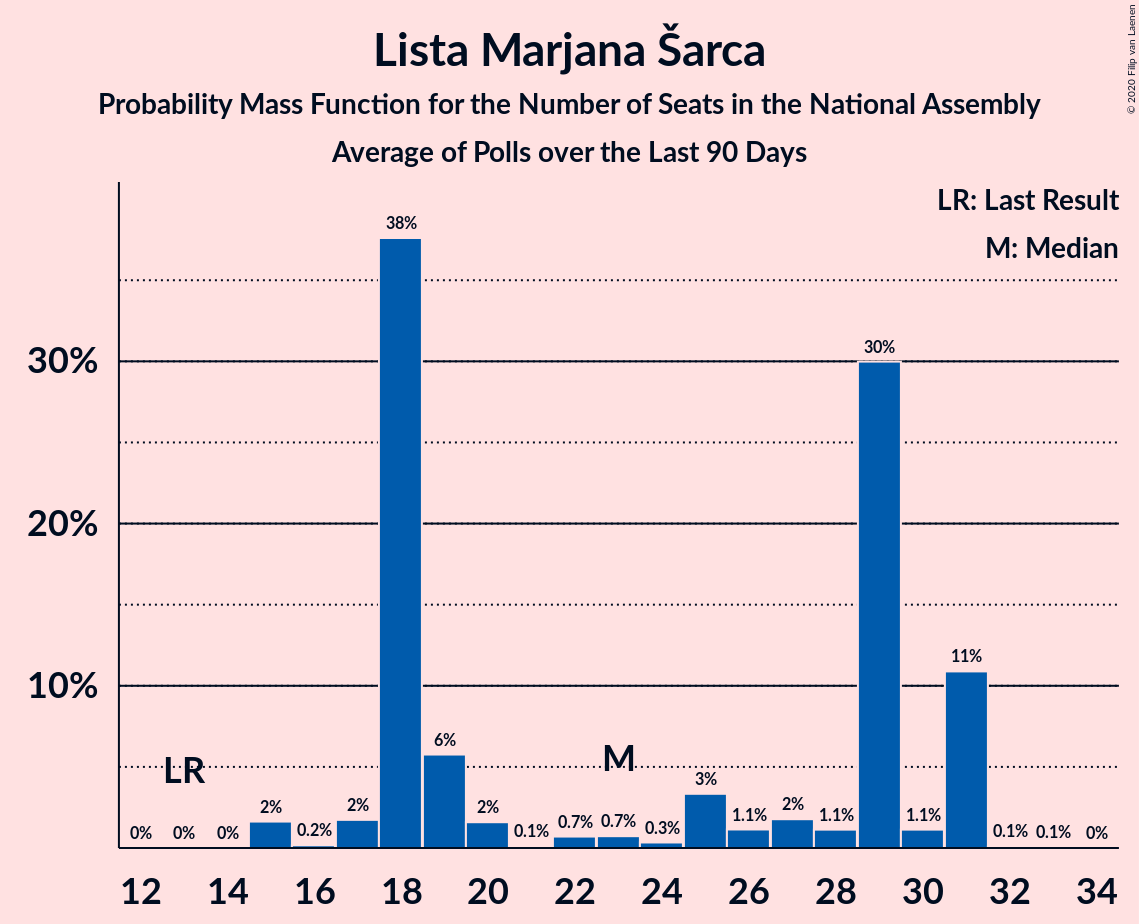 Lista Marjana Šarca
Probability Mass Function for the Number of Seats in the National Assembly
Average of Polls over the Last 90 Days
© 2020 Filip van Laenen
LR: Last Result
M: Median
30%
20%
10%
0% 0% 0% 2% 0.2% 2% 38% 6% 2% 0.1% 0.7% 0.7% 0.3% 3% 1.1% 2% 1.1% 30% 1.1% 11% 0.1% 0.1% 0%
LR M
12 14 16 18 20 22 24 26 28 30 32 34